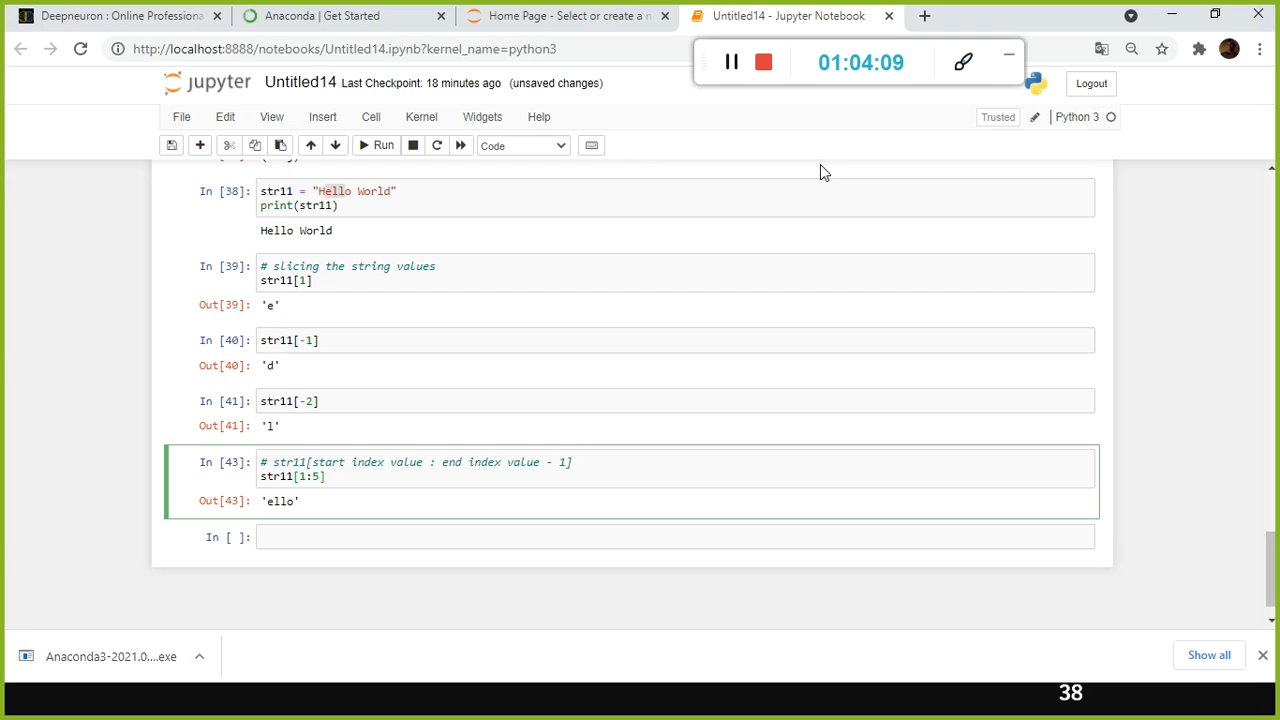 Deepneuron : Online Professiona
Anaconda | Get Started
Home Page - Select or create a n
Untitled14 - Jupyter Notebook
http://localhost:8888/notebooks/Untitled14.ipynb?kernel_name=python3
01:04:09
jupyter Untitled14 Last Checkpoint: 18 minutes ago (unsaved changes)
Logout
File Edit View Insert Cell Kernel Widgets Help
Trusted Python 3
Run Code
In [38]: str11 = "Hello World"
print(str11)
Hello World
In [39]: # slicing the string values
str11[1]
Out[39]: 'e'
In [40]: str11[-1]
Out[40]: 'd'
In [41]: str11[-2]
Out[41]: 'l'
In [43]: # str11[start index value : end index value - 1]
str11[1:5]
Out[43]: 'ello'
In [ ]:
Anaconda3-2021.0....exe
Show all
38